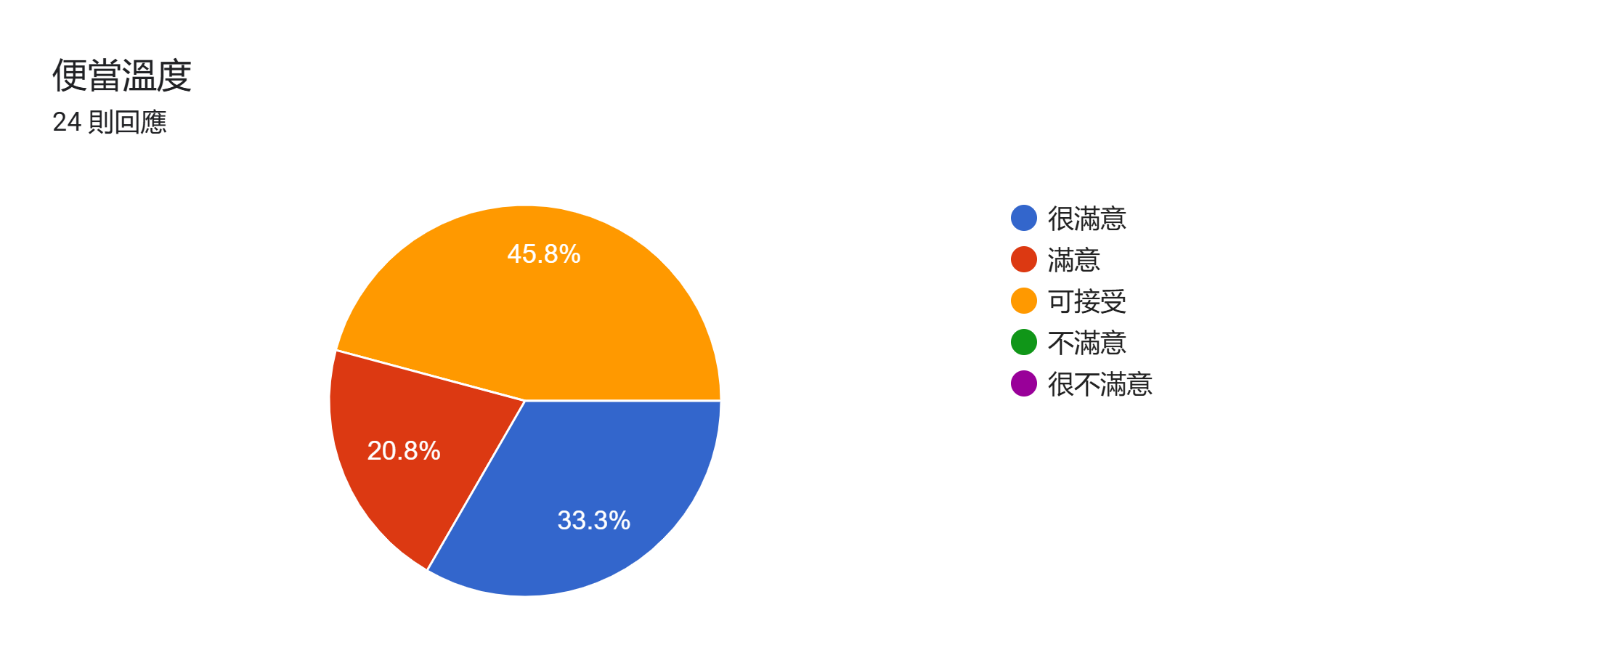 便當溫度
24 則回應
45.8%
20.8%
33.3%
很滿意
滿意
可接受
不滿意
很不滿意